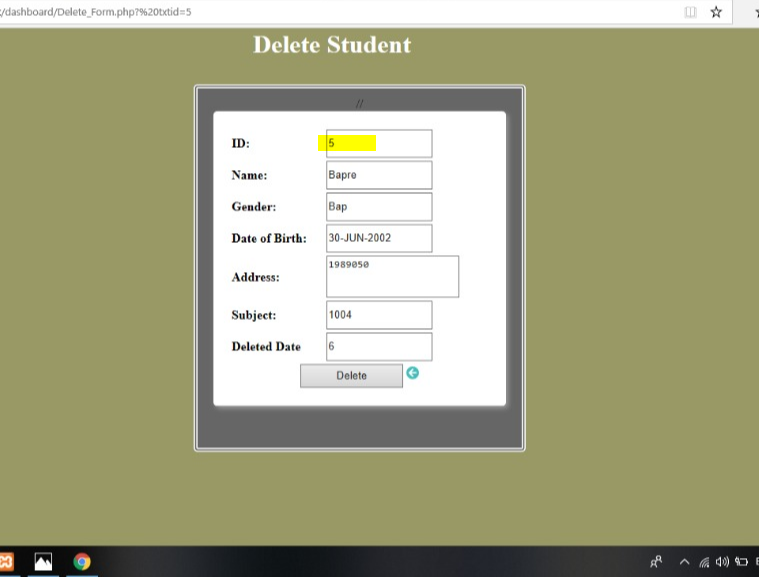 /dashboard/Delete_Form.php?%20txtid=5
Delete Student
//
ID: 5
Name: Bapre
Gender: Bap
Date of Birth: 30-JUN-2002
Address: 1989050
Subject: 1004
Deleted Date 6
Delete